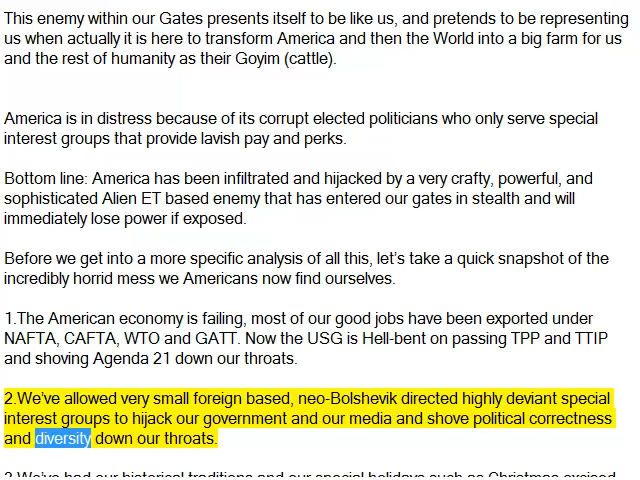 This enemy within our Gates presents itself to be like us, and pretends to be representing
us when actually it is here to transform America and then the World into a big farm for us
and the rest of humanity as their Goyim (cattle).
America is in distress because of its corrupt elected politicians who only serve special
interest groups that provide lavish pay and perks.
Bottom line: America has been infiltrated and hijacked by a very crafty, powerful, and
sophisticated Alien ET based enemy that has entered our gates in stealth and will
immediately lose power if exposed.
Before we get into a more specific analysis of all this, let’s take a quick snapshot of the
incredibly horrid mess we Americans now find ourselves.
1.The American economy is failing, most of our good jobs have been exported under
NAFTA, CAFTA, WTO and GATT. Now the USG is Hell-bent on passing TPP and TTIP
and shoving Agenda 21 down our throats.
2.We’ve allowed very small foreign based, neo-Bolshevik directed highly deviant special
interest groups to hijack our government and our media and shove political correctness
and diversity down our throats.
3.We’ve had our historical traditions and our special holidays such as Christmas excised